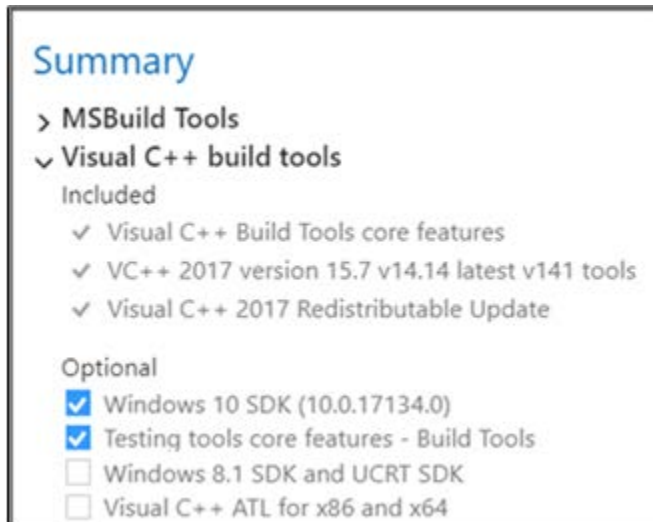 Summary
MSBuild Tools
Visual C++ build tools
Included
Visual C++ Build Tools core features
VC++ 2017 version 15.7 v14.14 latest v141 tools
Visual C++ 2017 Redistributable Update
Optional
Windows 10 SDK (10.0.17134.0)
Testing tools core features - Build Tools
Windows 8.1 SDK and UCRT SDK
Visual C++ ATL for x86 and x64